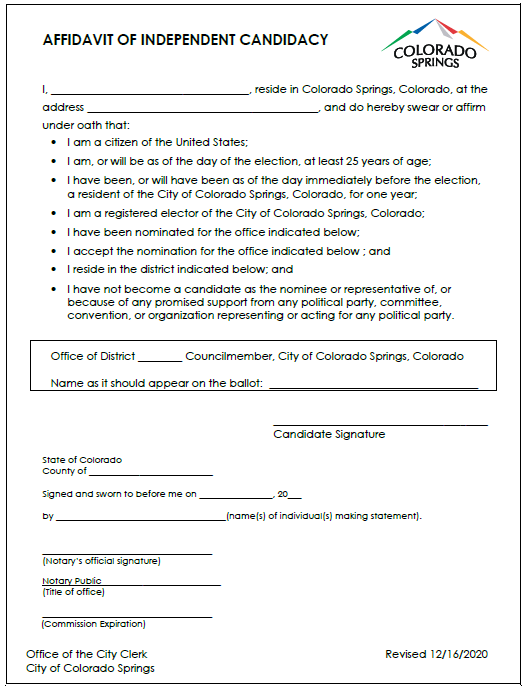 AFFIDAVIT OF INDEPENDENT CANDIDACY
COLORADO
SPRINGS
I, ________________________________, reside in Colorado Springs, Colorado, at the
address _____________________________________, and do hereby swear or affirm
under oath that:
• I am a citizen of the United States;
• I am, or will be as of the day of the election, at least 25 years of age;
• I have been, or will have been as of the day immediately before the election,
a resident of the City of Colorado Springs, Colorado, for one year;
• I am a registered elector of the City of Colorado Springs, Colorado;
• I have been nominated for the office indicated below;
• I accept the nomination for the office indicated below ; and
• I reside in the district indicated below; and
• I have not become a candidate as the nominee or representative of, or
because of any promised support from any political party, committee,
convention, or organization representing or acting for any political party.
Office of District _______ Councilmember, City of Colorado Springs, Colorado
Name as it should appear on the ballot: __________________________________
Candidate Signature
State of Colorado
County of _________________________
Signed and sworn to before me on _______________, 20___
by ___________________________________(name(s) of individual(s) making statement).
(Notary's official signature)
Notary Public
(Title of office)
(Commission Expiration)
Office of the City Clerk
City of Colorado Springs
Revised 12/16/2020